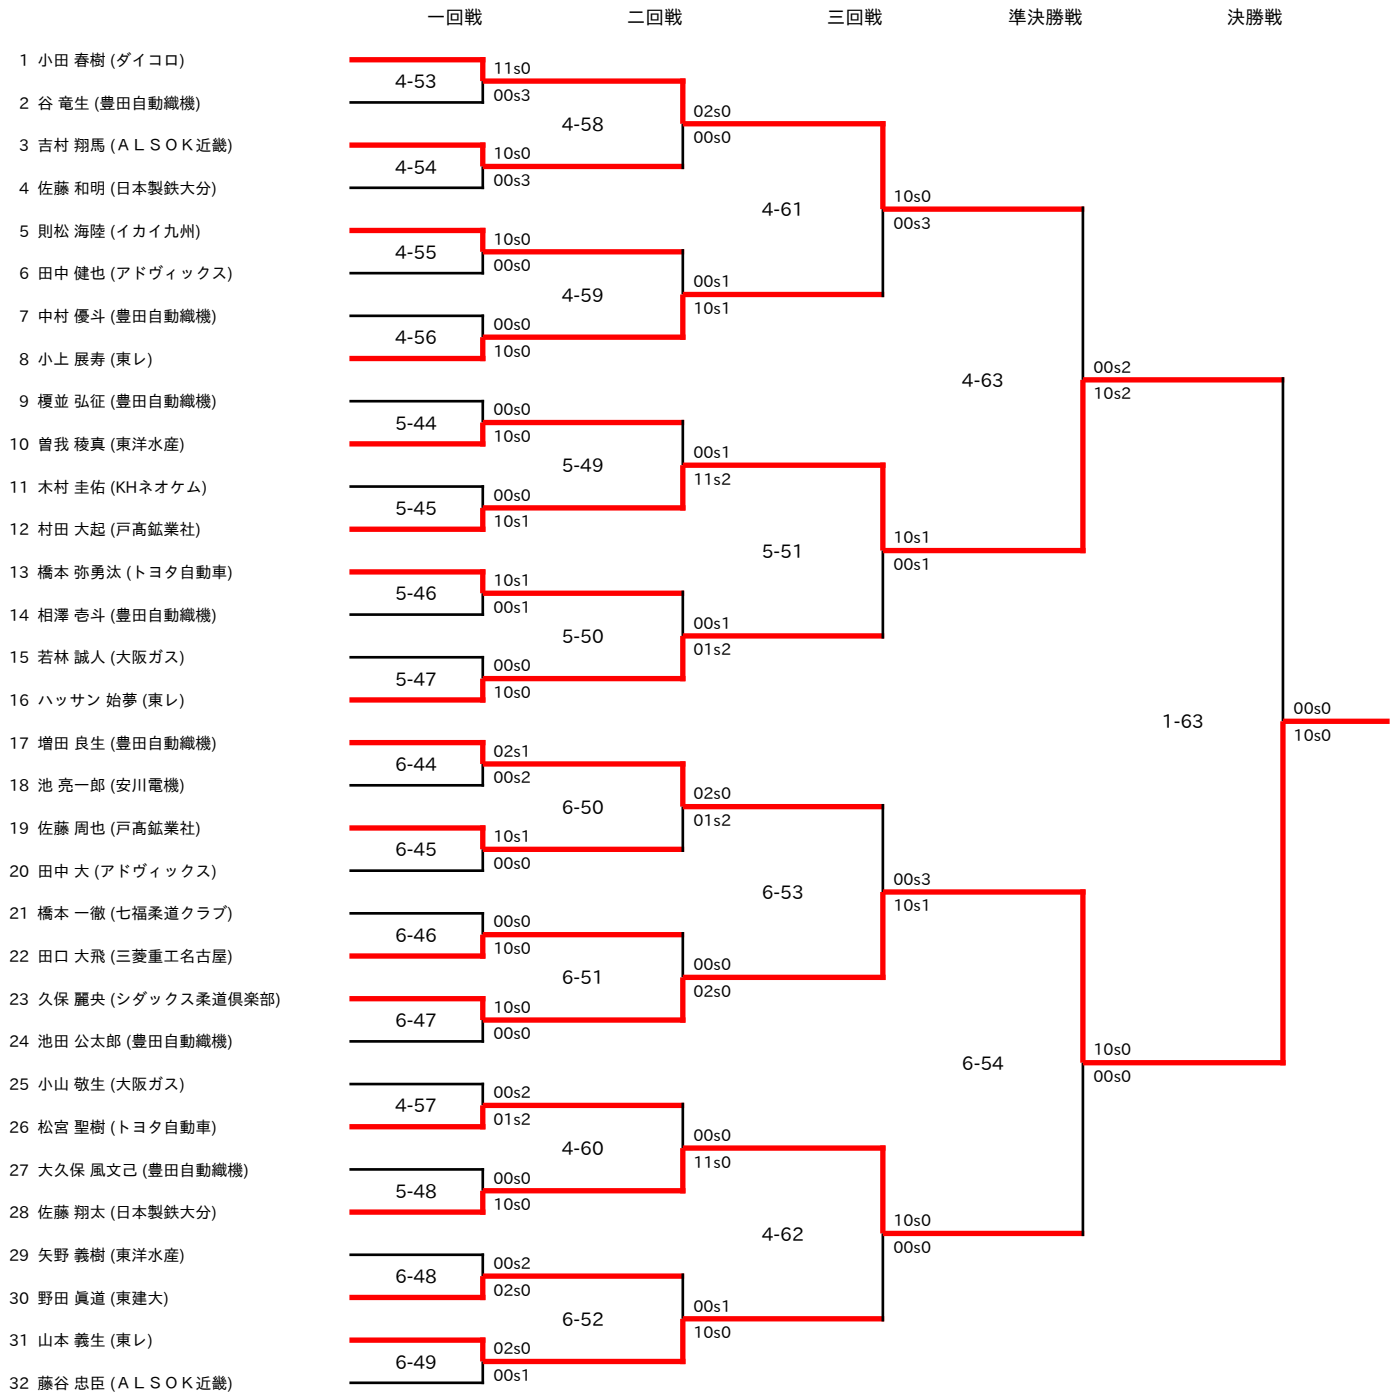 一回戦 二回戦 三回戦 準決勝戦 決勝戦
1 小田 春樹 (ダイコロ)
2 谷 竜生 (豊田自動織機)
3 吉村 翔馬 (ＡＬＳＯＫ近畿)
4 佐藤 和明 (日本製鉄大分)
5 則松 海陸 (イカイ九州)
6 田中 健也 (アドヴィックス)
7 中村 優斗 (豊田自動織機)
8 小上 展寿 (東レ)
9 榎並 弘征 (豊田自動織機)
10 曽我 稜真 (東洋水産)
11 木村 圭佑 (KHネオケム)
12 村田 大起 (戸髙鉱業社)
13 橋本 弥勇汰 (トヨタ自動車)
14 相澤 壱斗 (豊田自動織機)
15 若林 誠人 (大阪ガス)
16 ハッサン 始夢 (東レ)
17 増田 良生 (豊田自動織機)
18 池 亮一郎 (安川電機)
19 佐藤 周也 (戸髙鉱業社)
20 田中 大 (アドヴィックス)
21 橋本 一徹 (七福柔道クラブ)
22 田口 大飛 (三菱重工名古屋)
23 久保 麗央 (シダックス柔道倶楽部)
24 池田 公太郎 (豊田自動織機)
25 小山 敬生 (大阪ガス)
26 松宮 聖樹 (トヨタ自動車)
27 大久保 風文己 (豊田自動織機)
28 佐藤 翔太 (日本製鉄大分)
29 矢野 義樹 (東洋水産)
30 野田 眞道 (東建大)
31 山本 義生 (東レ)
32 藤谷 忠臣 (ＡＬＳＯＫ近畿)
4-53
11s0
00s3
4-54
10s0
00s3
4-55
10s0
00s0
4-56
00s0
10s0
5-44
00s0
10s0
5-45
00s0
10s1
5-46
10s1
00s1
5-47
00s0
10s0
6-44
02s1
00s2
6-45
10s1
00s0
6-46
00s0
10s0
6-47
10s0
00s0
4-57
00s2
01s2
5-48
00s0
10s0
6-48
00s2
02s0
6-49
02s0
00s1
4-58
02s0
00s0
4-59
00s1
10s1
5-49
00s1
11s2
5-50
00s1
01s2
6-50
02s0
01s2
6-51
00s0
02s0
4-60
00s0
11s0
6-52
00s1
10s0
4-61
10s0
00s3
5-51
10s1
00s1
6-53
00s3
10s1
4-62
10s0
00s0
4-63
00s2
10s2
6-54
10s0
00s0
1-63
00s0
10s0